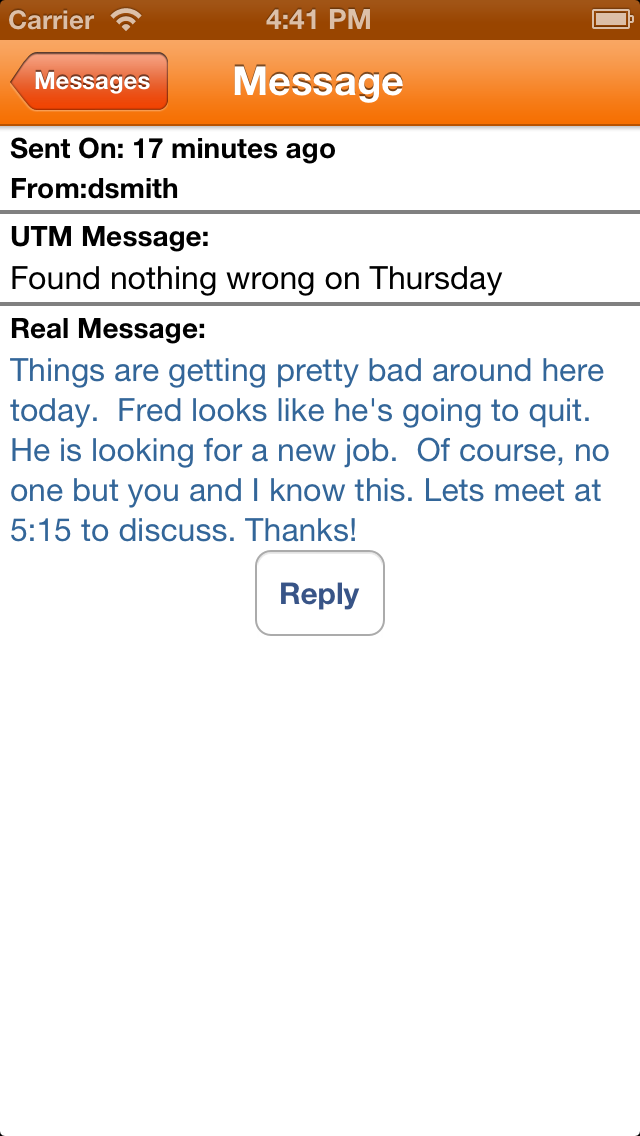 Carrier 4:41 PM
Messages Message
Sent On: 17 minutes ago
From:dsmith
UTM Message:
Found nothing wrong on Thursday
Real Message:
Things are getting pretty bad around here
today.  Fred looks like he's going to quit.
He is looking for a new job.  Of course, no
one but you and I know this. Lets meet at
5:15 to discuss. Thanks!
Reply